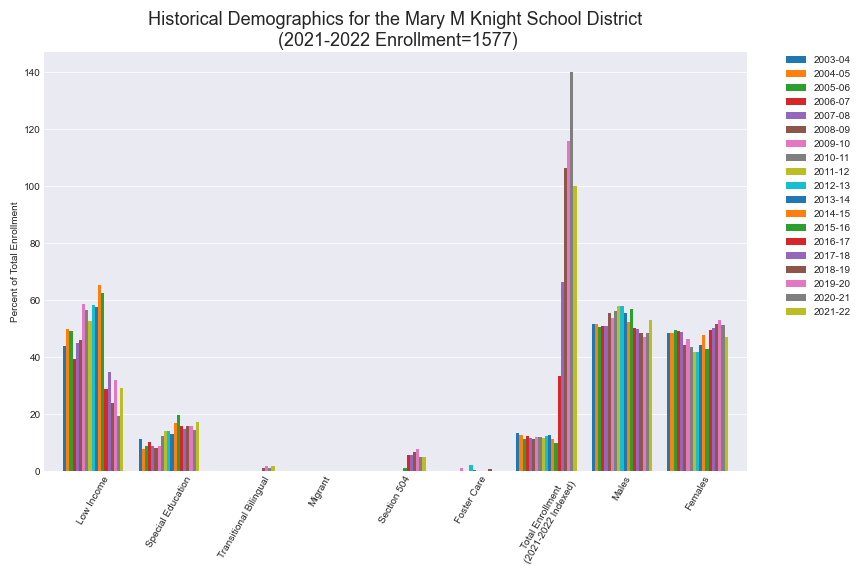 Historical Demographics for the Mary M Knight School District
(2021-2022 Enrollment=1577)
Percent of Total Enrollment
140
120
100
80
60
40
20
0
Low Income
Special Education
Transitional Bilingual
Migrant
Section 504
Foster Care
Total Enrollment
(2021-2022 Indexed)
Males
Females
2003-04
2004-05
2005-06
2006-07
2007-08
2008-09
2009-10
2010-11
2011-12
2012-13
2013-14
2014-15
2015-16
2016-17
2017-18
2018-19
2019-20
2020-21
2021-22